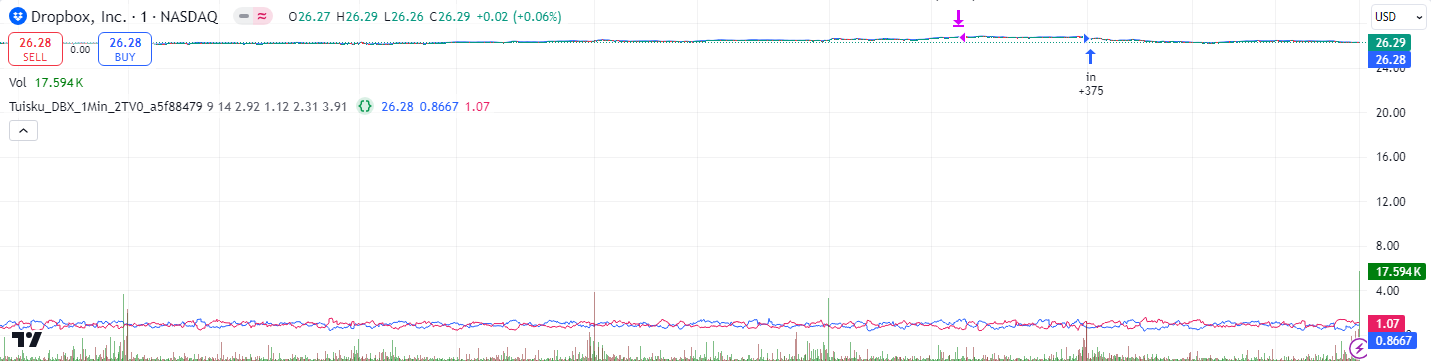 Dropbox, Inc. · 1 · NASDAQ O26.27 H26.29 L26.26 C26.29 +0.02 (+0.06%)
USD
26.28
SELL
0.00
26.28
BUY
Vol 17.594 K
Tuisku_DBX_1Min_2TV0_a5f88479 9 14 2.92 1.12 2.31 3.91 {} 26.28 0.8667 1.07
in
+375
26.29
26.28
24.00
20.00
16.00
12.00
8.00
17.594 K
4.00
1.07
0.8667